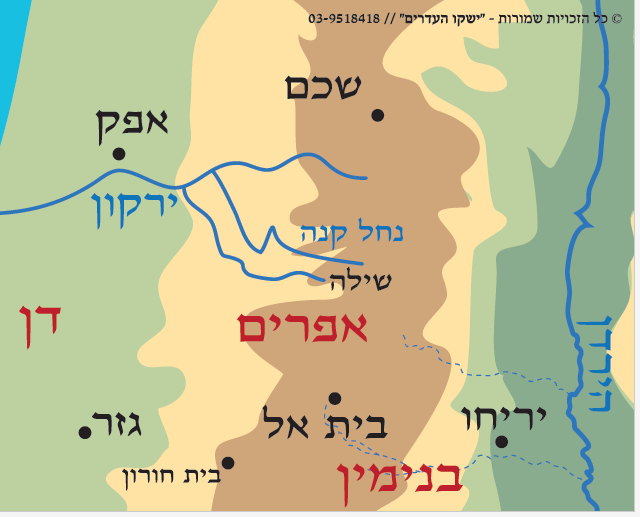 © כל הזכויות שמורות - "ישקו העדרים" // 03-9518418
שכם
אפק
ירקון
נחל קנה
שילה
דן
אפרים
הירדן
גזר
בית אל
יריחו
בית חורון
בנימין